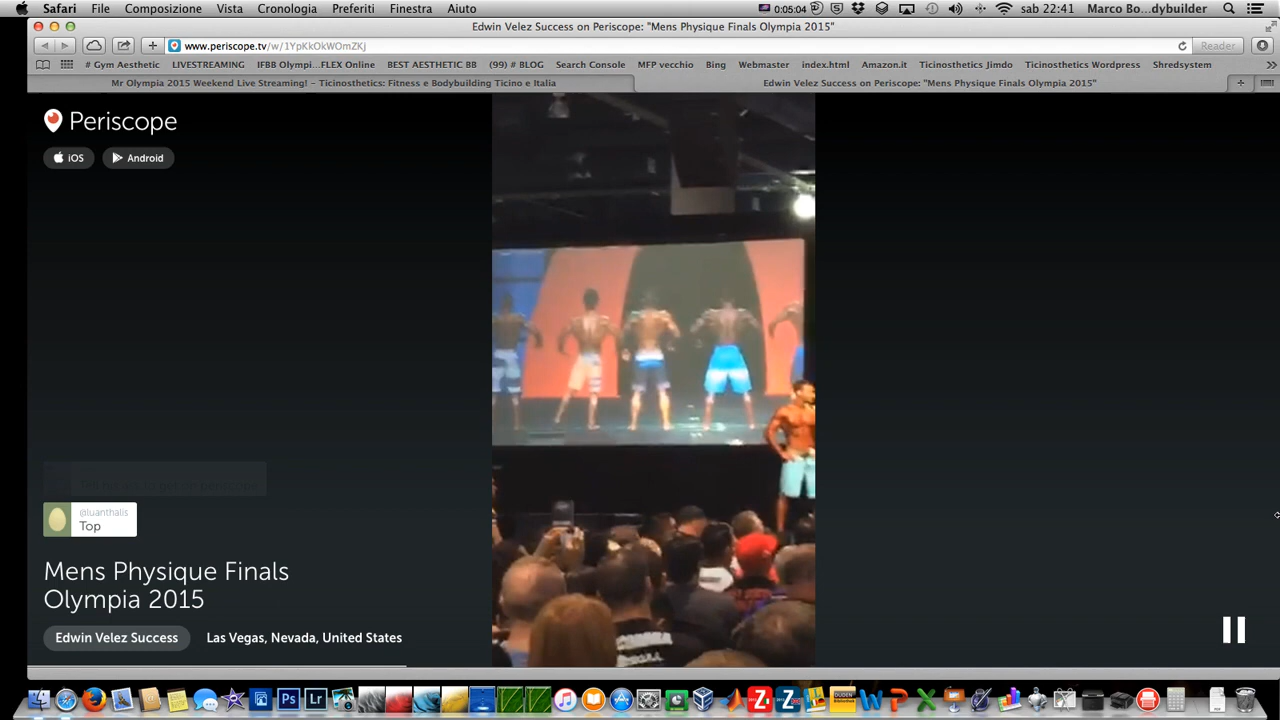 Safari File Composizione Vista Cronologia Preferiti Finestra Aiuto 0:05:04 sab 22:41 Marco Bo...dybuilder
Edwin Velez Success on Periscope: "Mens Physique Finals Olympia 2015"
www.periscope.tv/w/1YpKkOkWOmZKJ Reader
# Gym Aesthetic LIVESTREAMING IFBB Olympi...FLEX Online BEST AESTHETIC BB (99) # BLOG Search Console MFP vecchio Bing Webmaster index.html Amazon.it Ticinosthetics Jimdo Ticinosthetics Wordpress Shredsystem
Mr Olympia 2015 Weekend Live Streaming! – Ticinosthetics: Fitness e Bodybuilding Ticino e Italia
Edwin Velez Success on Periscope: "Mens Physique Finals Olympia 2015"
Periscope
iOS Android
@luanthalis
Top
Mens Physique Finals
Olympia 2015
Edwin Velez Success Las Vegas, Nevada, United States